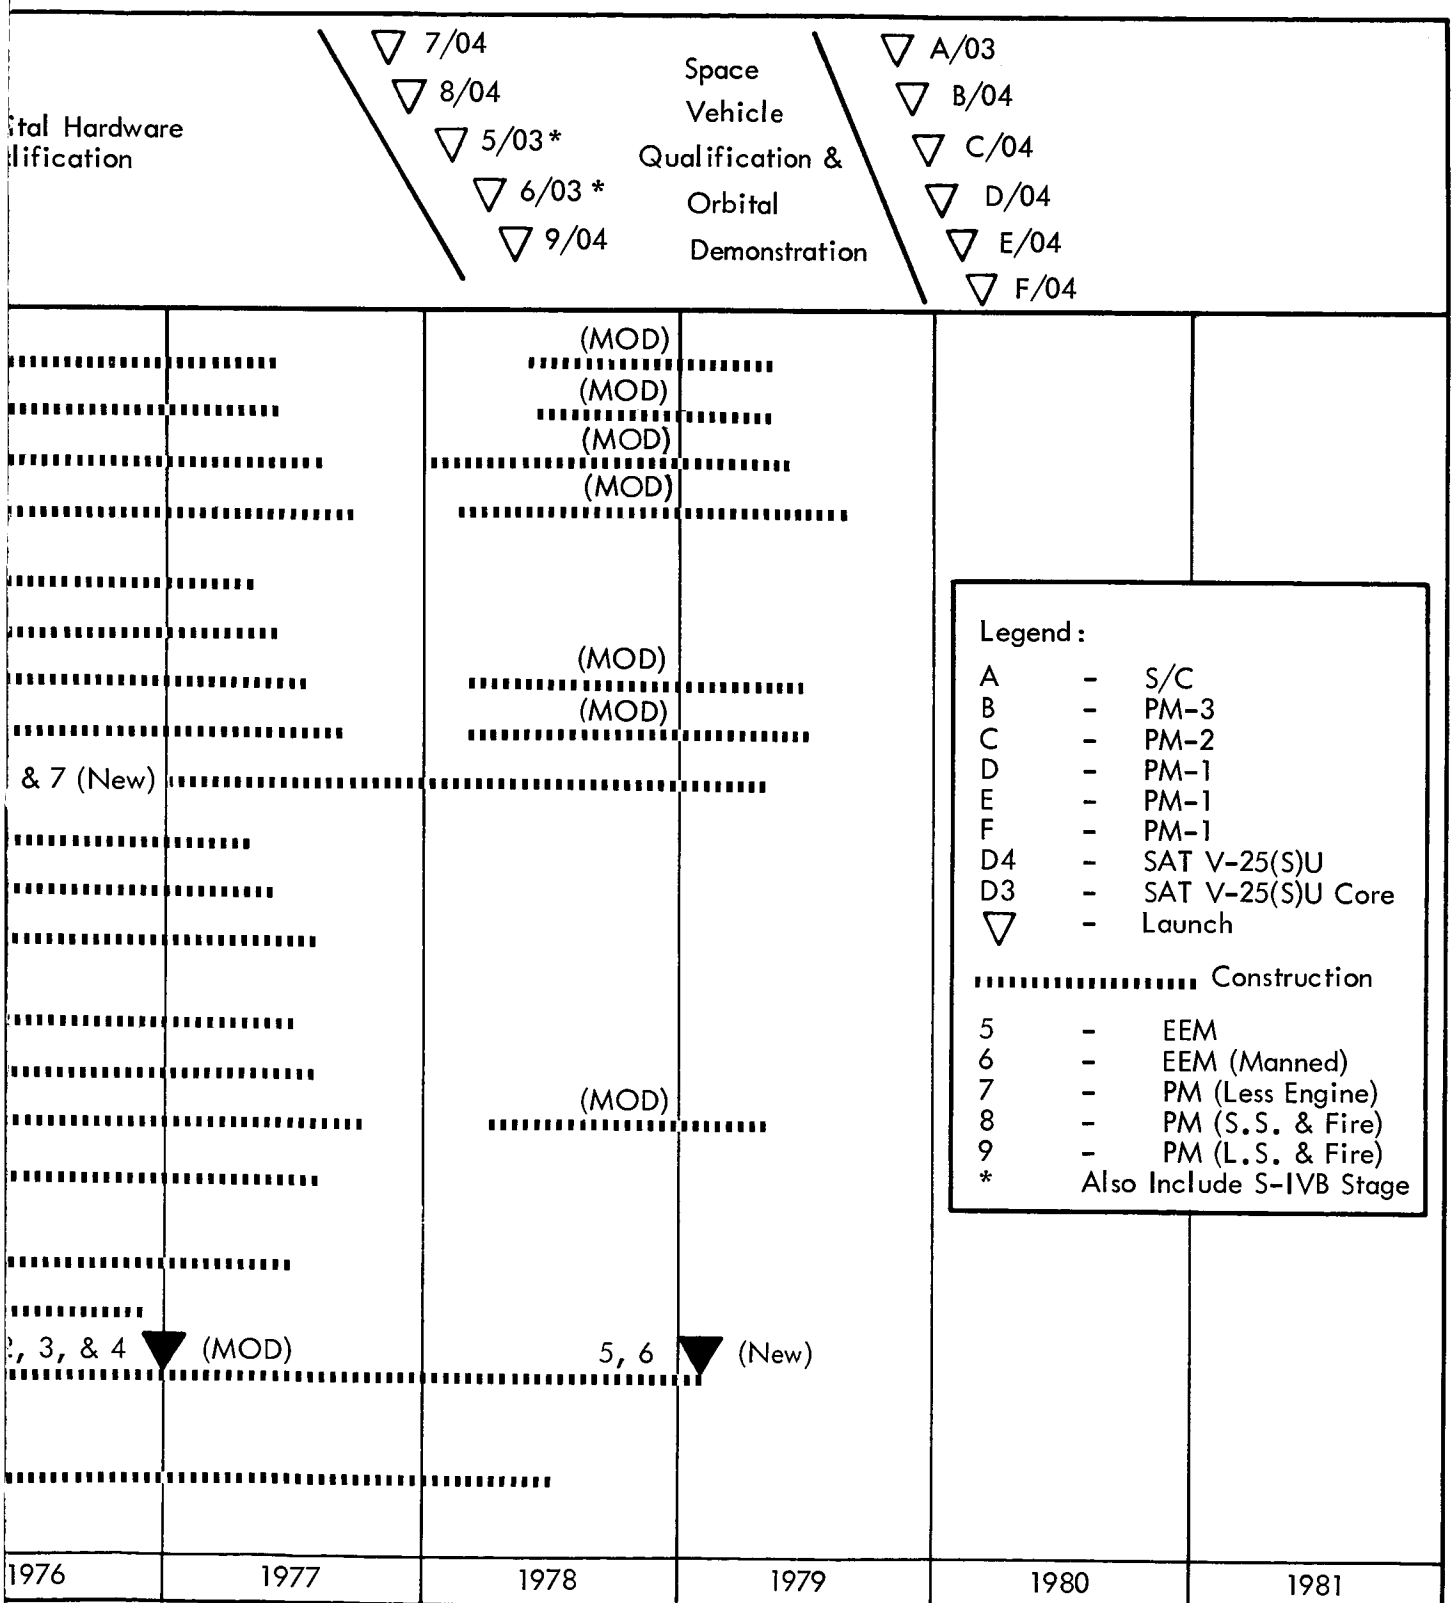 7/04
8/04
5/03*
6/03 *
9/04
ital Hardware
lification
Space
Vehicle
Qualification &
Orbital
Demonstration
A/03
B/04
C/04
D/04
E/04
F/04
(MOD)
(MOD)
(MOD)
(MOD)
(MOD)
(MOD)
& 7 (New)
(MOD)
, 3, & 4 (MOD)
5, 6 (New)
Legend:
A - S/C
B - PM-3
C - PM-2
D - PM-1
E - PM-1
F - PM-1
D4 - SAT V-25(S)U
D3 - SAT V-25(S)U Core
- Launch
Construction
5 - EEM
6 - EEM (Manned)
7 - PM (Less Engine)
8 - PM (S.S. & Fire)
9 - PM (L.S. & Fire)
* Also Include S-IVB Stage
1976 1977 1978 1979 1980 1981